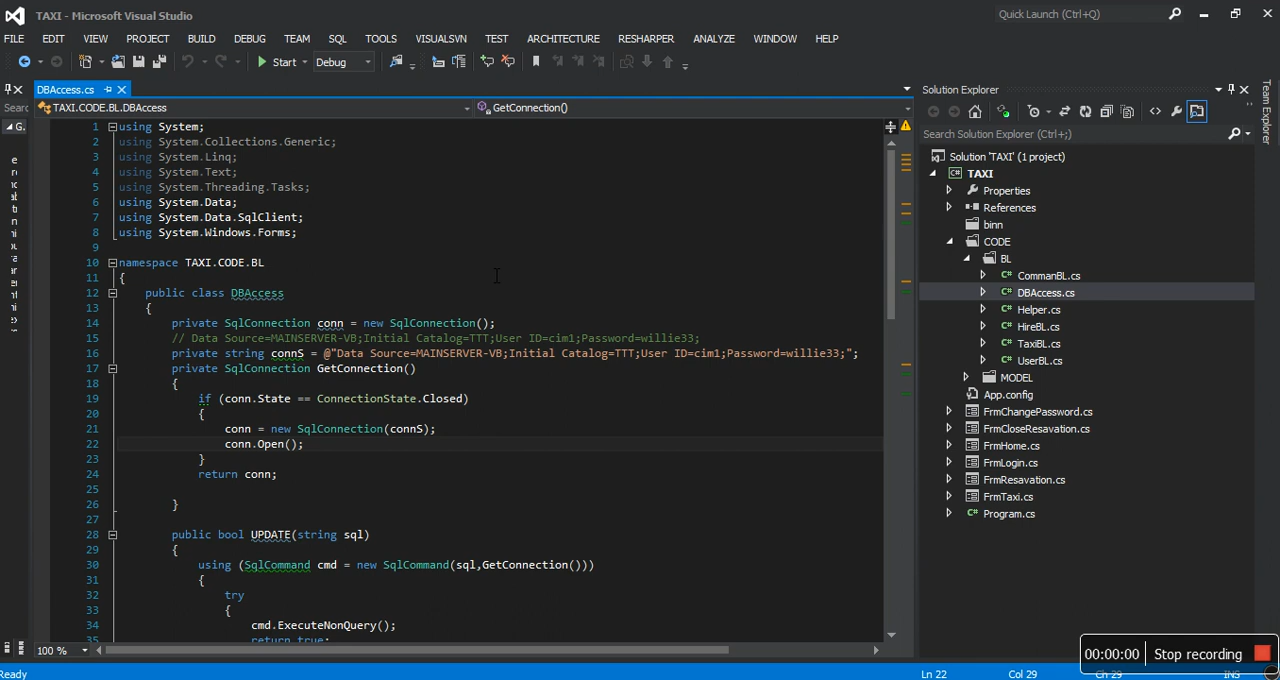 TAXI - Microsoft Visual Studio
Quick Launch (Ctrl+Q)
FILE EDIT VIEW PROJECT BUILD DEBUG TEAM SQL TOOLS VISUALSVN TEST ARCHITECTURE RESHARPER ANALYZE WINDOW HELP
Start Debug
DBAccess.cs
Searc
TAXI.CODE.BL.DBAccess
GetConnection()
1 using System;
2 using System.Collections.Generic;
3 using System.Linq;
4 using System.Text;
5 using System.Threading.Tasks;
6 using System.Data;
7 using System.Data.SqlClient;
8 using System.Windows.Forms;
9
10 namespace TAXI.CODE.BL
11 {
12 public class DBAccess
13 {
14 private SqlConnection conn = new SqlConnection();
15 // Data Source=MAINSERVER-VB;Initial Catalog=TTT;User ID=cim1;Password=willie33;
16 private string connS = @"Data Source=MAINSERVER-VB;Initial Catalog=TTT;User ID=cim1;Password=willie33;";
17 private SqlConnection GetConnection()
18 {
19 if (conn.State == ConnectionState.Closed)
20 {
21 conn = new SqlConnection(connS);
22 conn.Open();
23 }
24 return conn;
25
26 }
27
28 public bool UPDATE(string sql)
29 {
30 using (SqlCommand cmd = new SqlCommand(sql,GetConnection()))
31 {
32 try
33 {
34 cmd.ExecuteNonQuery();
35 return true;
100 %
Solution Explorer
Search Solution Explorer (Ctrl+;)
Solution 'TAXI' (1 project)
TAXI
Properties
References
binn
CODE
BL
CommanBL.cs
DBAccess.cs
Helper.cs
HireBL.cs
TaxiBL.cs
UserBL.cs
MODEL
App.config
FrmChangePassword.cs
FrmCloseResavation.cs
FrmHome.cs
FrmLogin.cs
FrmResavation.cs
FrmTaxi.cs
Program.cs
Team Explorer
00:00:00 Stop recording
Ready
Ln 22 Col 29 Ch 29 INS